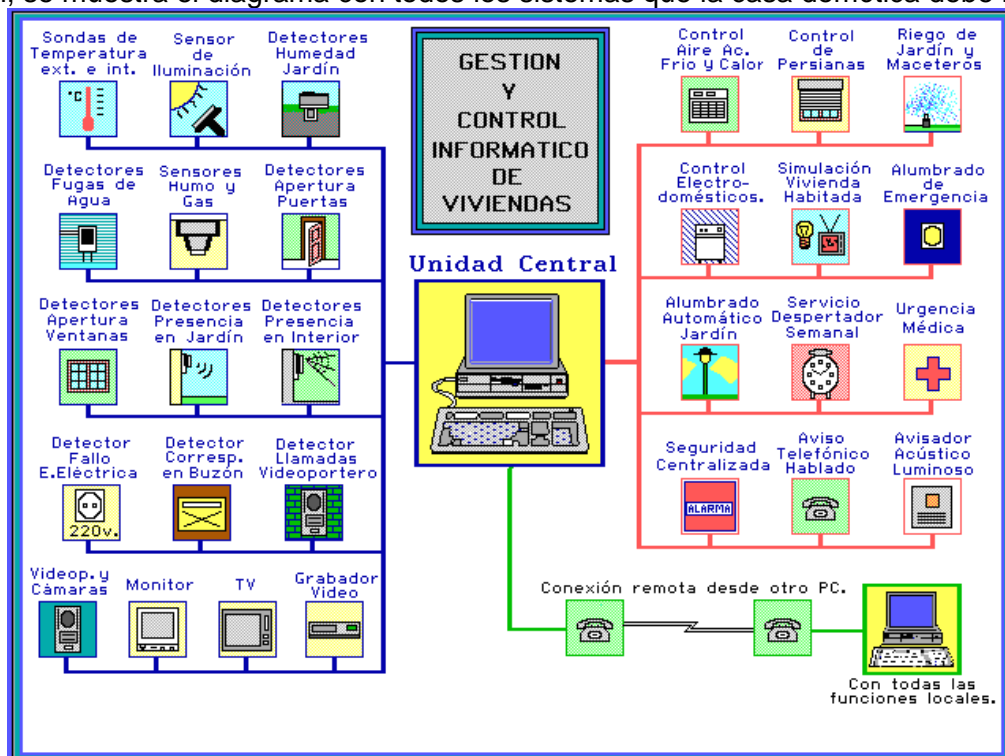 , se muestra el diagrama con todos los sistemas que la casa domótica debe
Sondas de
Temperatura
ext. e int.
Sensor
de
Iluminación
Detectores
Humedad
Jardín
°C
Detectores
Fugas de
Agua
Sensores
Humo y
Gas
Detectores
Apertura
Puertas
Detectores
Apertura
Ventanas
Detectores
Presencia
en Jardín
Detectores
Presencia
en Interior
Detector
Fallo
E.Eléctrica
220v.
Detector
Corresp.
en Buzón
Detector
Llamadas
Videoportero
Videop.y
Cámaras
Monitor
TV
Grabador
Video
GESTION
Y
CONTROL
INFORMATICO
DE
VIVIENDAS
Unidad Central
Control
Aire Ac.
Frio y Calor
Control
de
Persianas
Riego de
Jardín y
Maceteros
Control
Electro-
domésticos.
Simulación
Vivienda
Habitada
Alumbrado
de
Emergencia
Alumbrado
Automático
Jardín
Servicio
Despertador
Semanal
Urgencia
Médica
Seguridad
Centralizada
ALARMA
Aviso
Telefónico
Hablado
Avisador
Acústico
Luminoso
Conexión remota desde otro PC.
Con todas las
funciones locales.